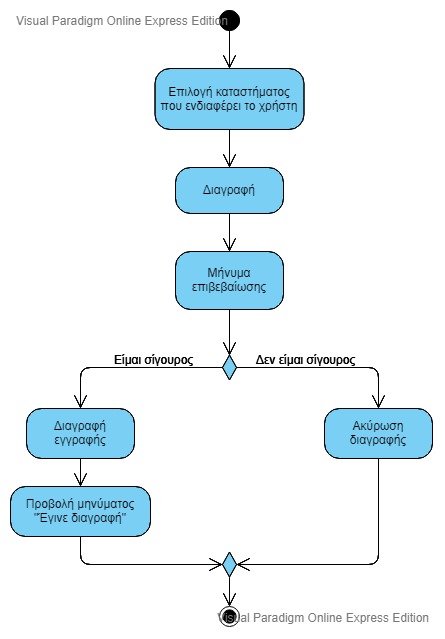 Visual Paradigm Online Express Edition
Επιλογή καταστήματος
που ενδιαφέρει το χρήστη
Διαγραφή
Μήνυμα
επιβεβαίωσης
Είμαι σίγουρος
Δεν είμαι σίγουρος
Διαγραφή
εγγραφής
Ακύρωση
διαγραφής
Προβολή μηνύματος
"Έγινε διαγραφή"
Visual Paradigm Online Express Edition